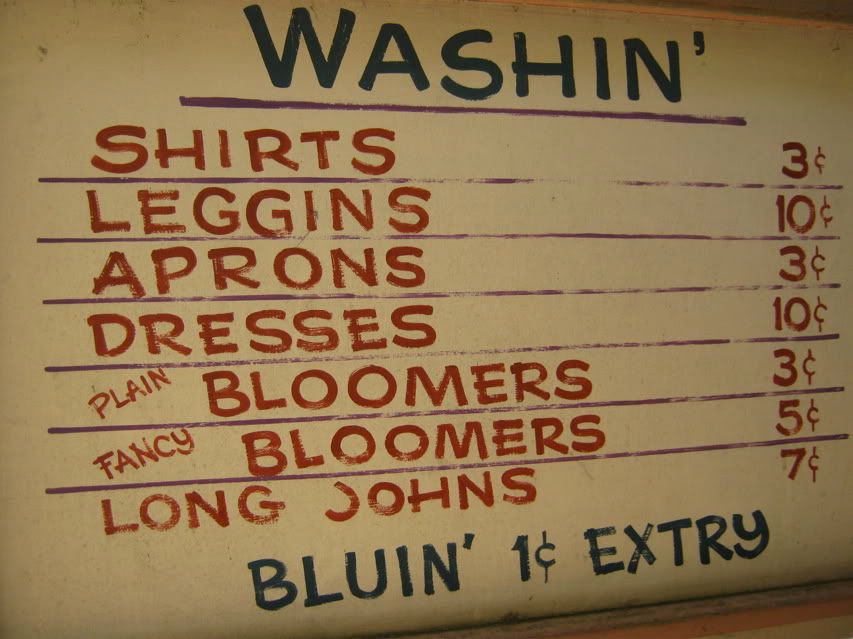 WASHIN'
SHIRTS 3¢
LEGGINS 10¢
APRONS 3¢
DRESSES 10¢
PLAIN BLOOMERS 3¢
FANCY BLOOMERS 5¢
LONG JOHNS 7¢
BLUIN' 1¢ EXTRY